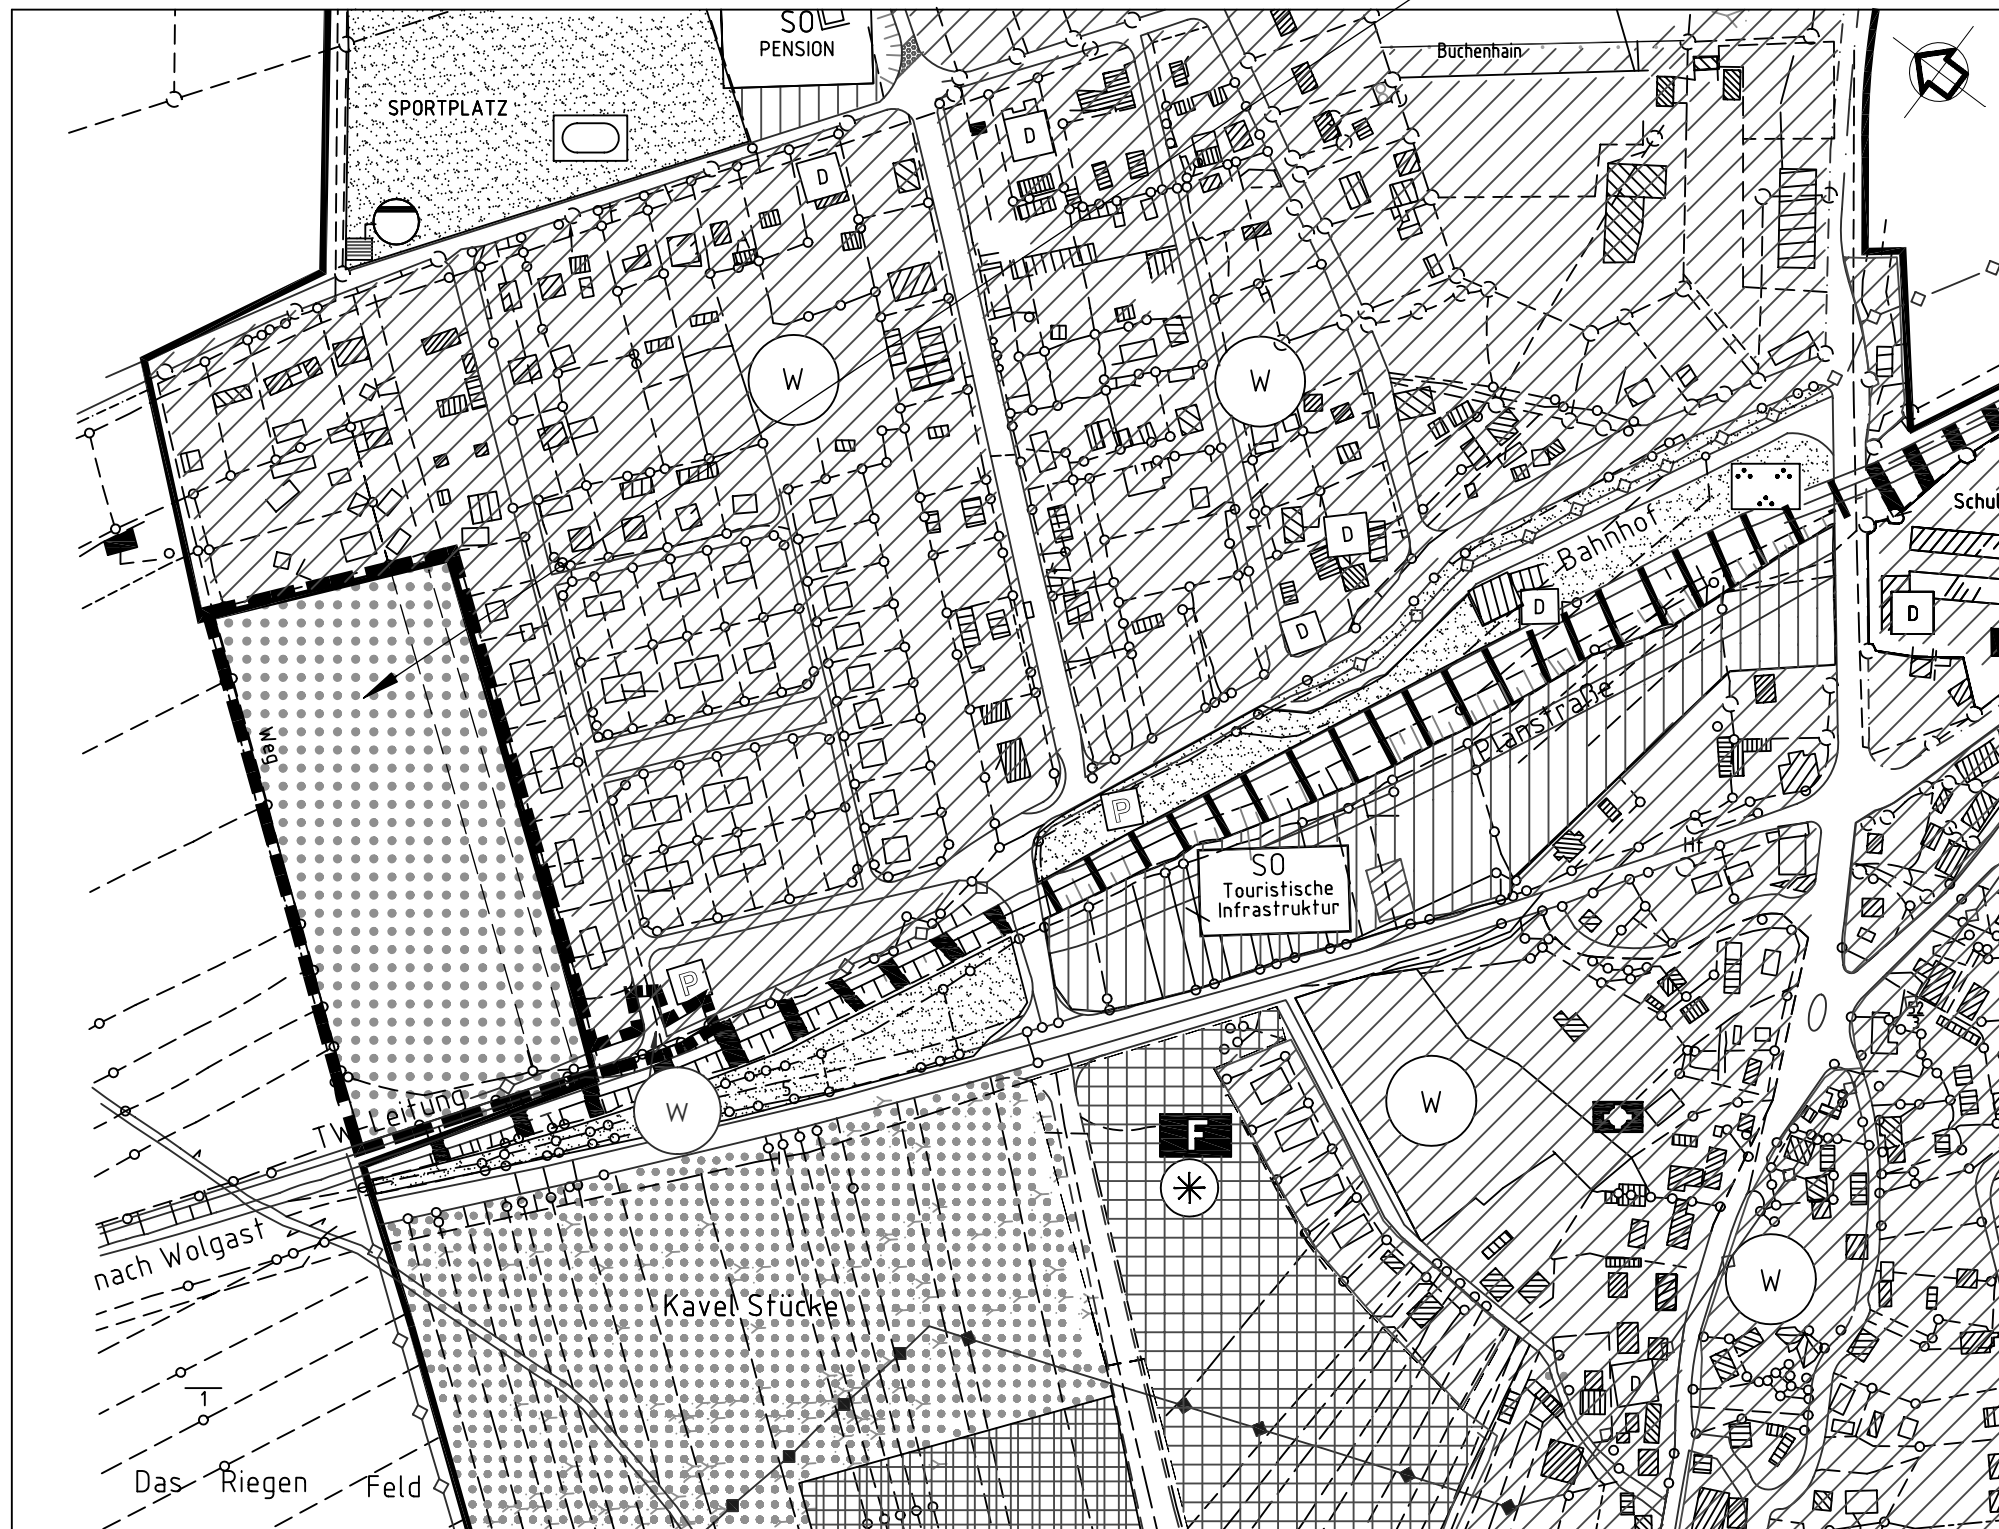 SO
PENSION
Buchenhain
SPORTPLATZ
D
D
W
W
Schul
D
Bahnhof
D
D
D
Planstraße
Weg
P
Hf
SO
Touristische
Infrastruktur
P
W
W
TW Leitung
F
nach Wolgast
W
Kavel Stücke
D
1
Das Riegen Feld